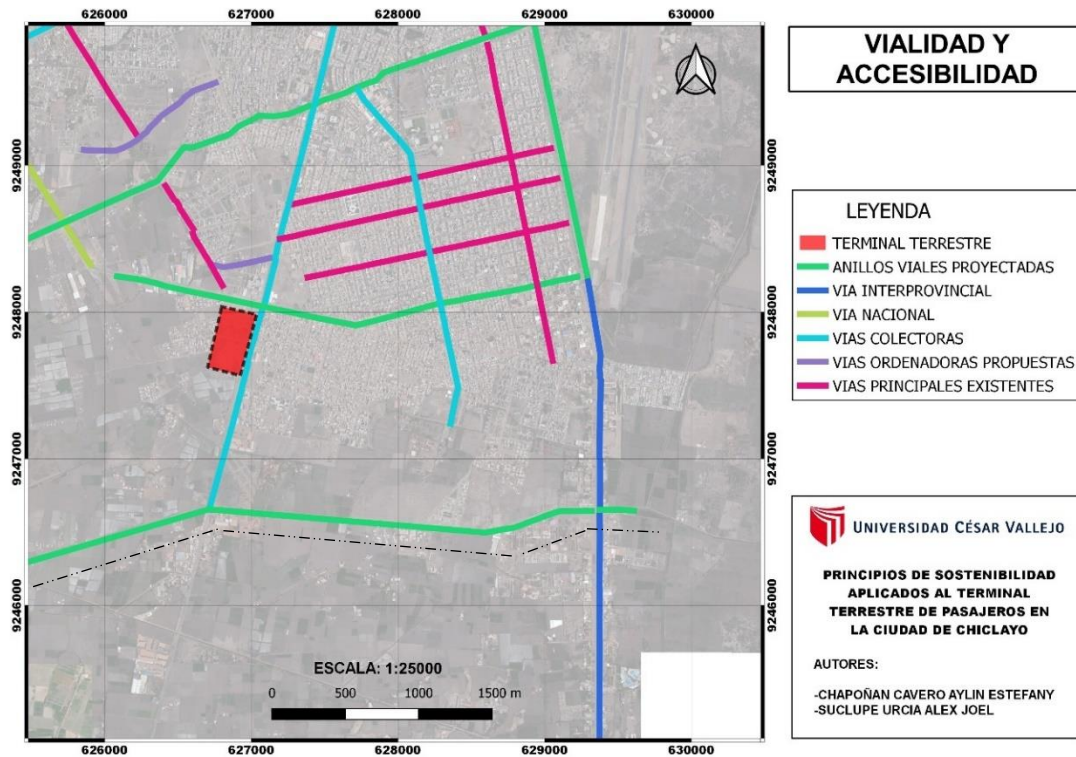 626000
627000
628000
629000
630000
9249000
9248000
9247000
9246000
9249000
9248000
9247000
9246000
ESCALA: 1:25000
0 500 1000 1500 m
626000
627000
628000
629000
630000
VIALIDAD Y
ACCESIBILIDAD
LEYENDA
TERMINAL TERRESTRE
ANILLOS VIALES PROYECTADAS
VIA INTERPROVINCIAL
VIA NACIONAL
VIAS COLECTORAS
VIAS ORDENADORAS PROPUESTAS
VIAS PRINCIPALES EXISTENTES
UNIVERSIDAD CÉSAR VALLEJO
PRINCIPIOS DE SOSTENIBILIDAD
APLICADOS AL TERMINAL
TERRESTRE DE PASAJEROS EN
LA CIUDAD DE CHICLAYO
AUTORES:
-CHAPOÑAN CAVERO AYLIN ESTEFANY
-SUCLUPE URCIA ALEX JOEL